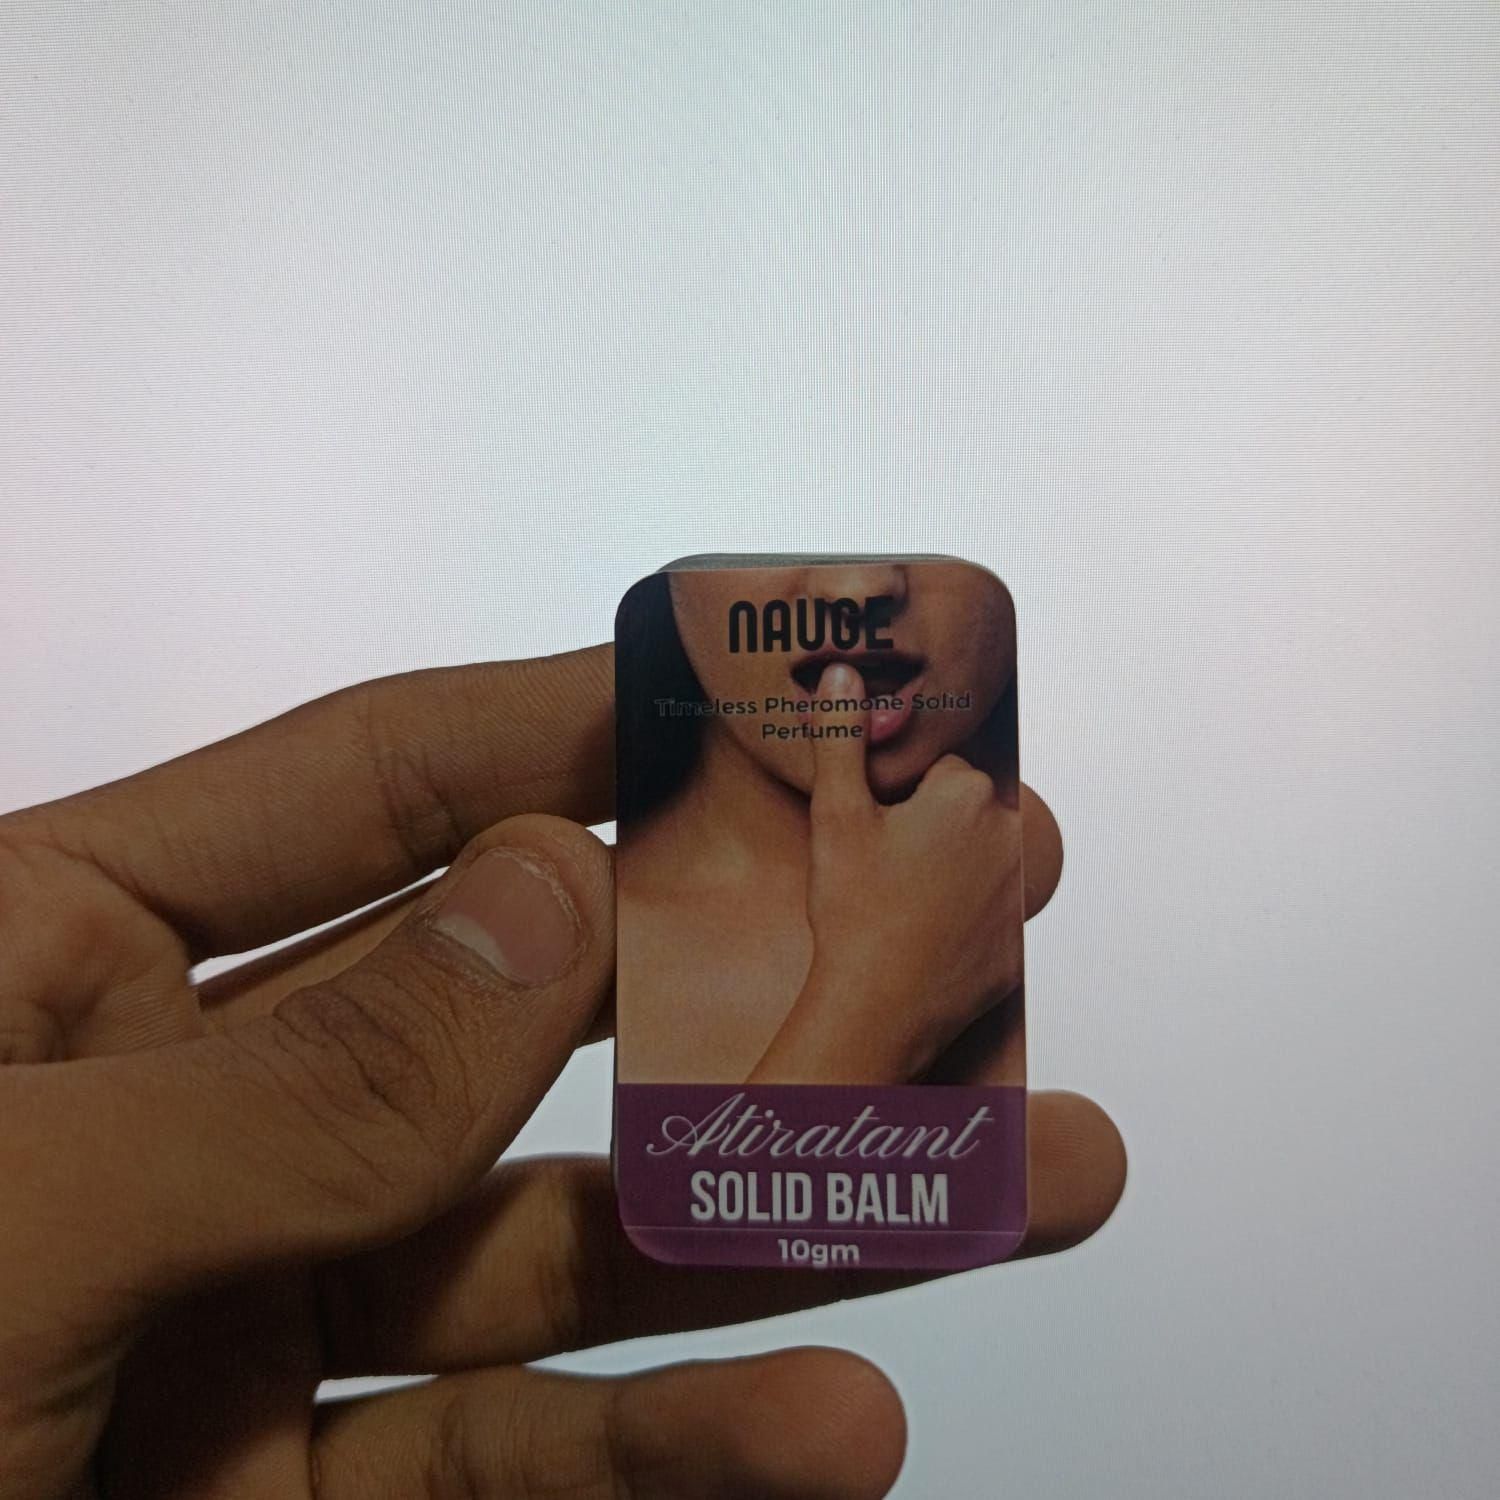 NAUGE
Timeless Pheromone Solid
Perfume
Atiratant
SOLID BALM
10gm